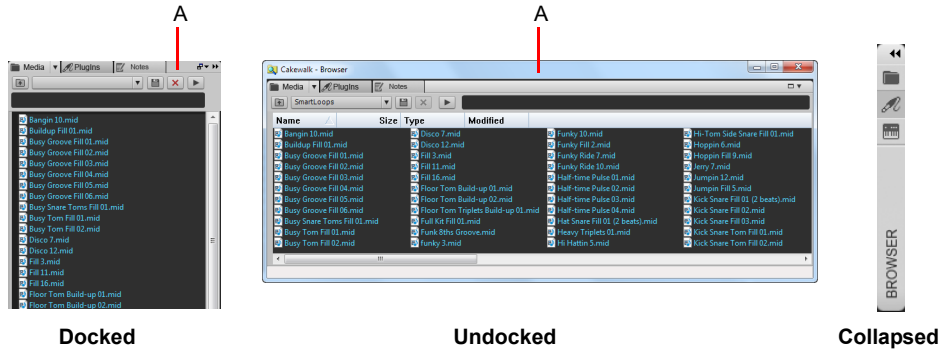 A
Media PlugIns Notes
Bangin 10.mid
Buildup Fill 01.mid
Busy Groove Fill 01.mid
Busy Groove Fill 02.mid
Busy Groove Fill 03.mid
Busy Groove Fill 04.mid
Busy Groove Fill 05.mid
Busy Groove Fill 06.mid
Busy Snare Toms Fill 01.mid
Busy Tom Fill 01.mid
Busy Tom Fill 02.mid
Disco 7.mid
Disco 12.mid
Fill 3.mid
Fill 11.mid
Fill 16.mid
Floor Tom Build-up 01.mid
Floor Tom Build-up 02.mid
Docked
A
Cakewalk - Browser
Media PlugIns Notes
SmartLoops
Name Size Type Modified
Bangin 10.mid
Buildup Fill 01.mid
Busy Groove Fill 01.mid
Busy Groove Fill 02.mid
Busy Groove Fill 03.mid
Busy Groove Fill 04.mid
Busy Groove Fill 05.mid
Busy Groove Fill 06.mid
Busy Snare Toms Fill 01.mid
Busy Tom Fill 01.mid
Busy Tom Fill 02.mid
Disco 7.mid
Disco 12.mid
Fill 3.mid
Fill 11.mid
Fill 16.mid
Floor Tom Build-up 01.mid
Floor Tom Build-up 02.mid
Floor Tom Triplets Build-up 01.mid
Full Kit Fill 01.mid
Funk 8ths Groove.mid
funky 3.mid
Funky 10.mid
Funky Fill 2.mid
Funky Ride 7.mid
Funky Ride 10.mid
Half-time Pulse 01.mid
Half-time Pulse 02.mid
Half-time Pulse 03.mid
Half-time Pulse 04.mid
Hat Snare Fill 01 (2 beats).mid
Heavy Triplets 01.mid
Hi Hattin 5.mid
Hi-Tom Side Snare Fill 01.mid
Hoppin 6.mid
Hoppin Fill 9.mid
Jerry 7.mid
Jumpin 12.mid
Jumpin Fill 5.mid
Kick Snare Fill 01 (2 beats).mid
Kick Snare Fill 02.mid
Kick Snare Fill 03.mid
Kick Snare Tom Fill 01.mid
Kick Snare Tom Fill 02.mid
Undocked
BROWSER
Collapsed